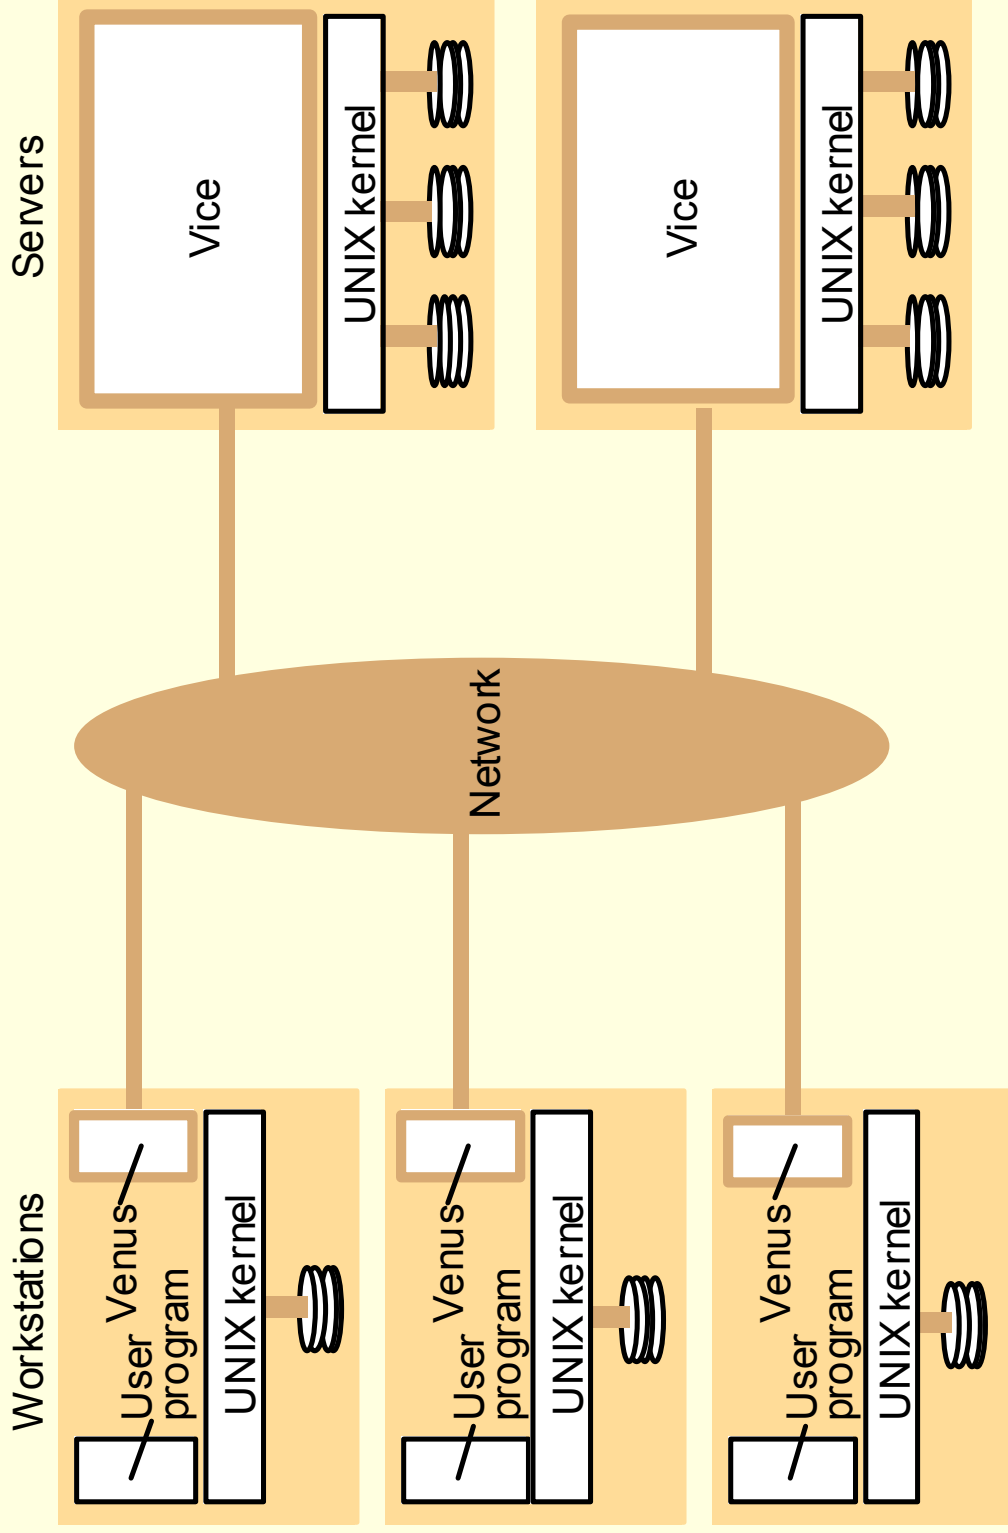 Workstations
Servers
User
program
Venus
UNIX kernel
Vice
UNIX kernel
User
program
Venus
UNIX kernel
Network
Vice
UNIX kernel
User
program
Venus
UNIX kernel